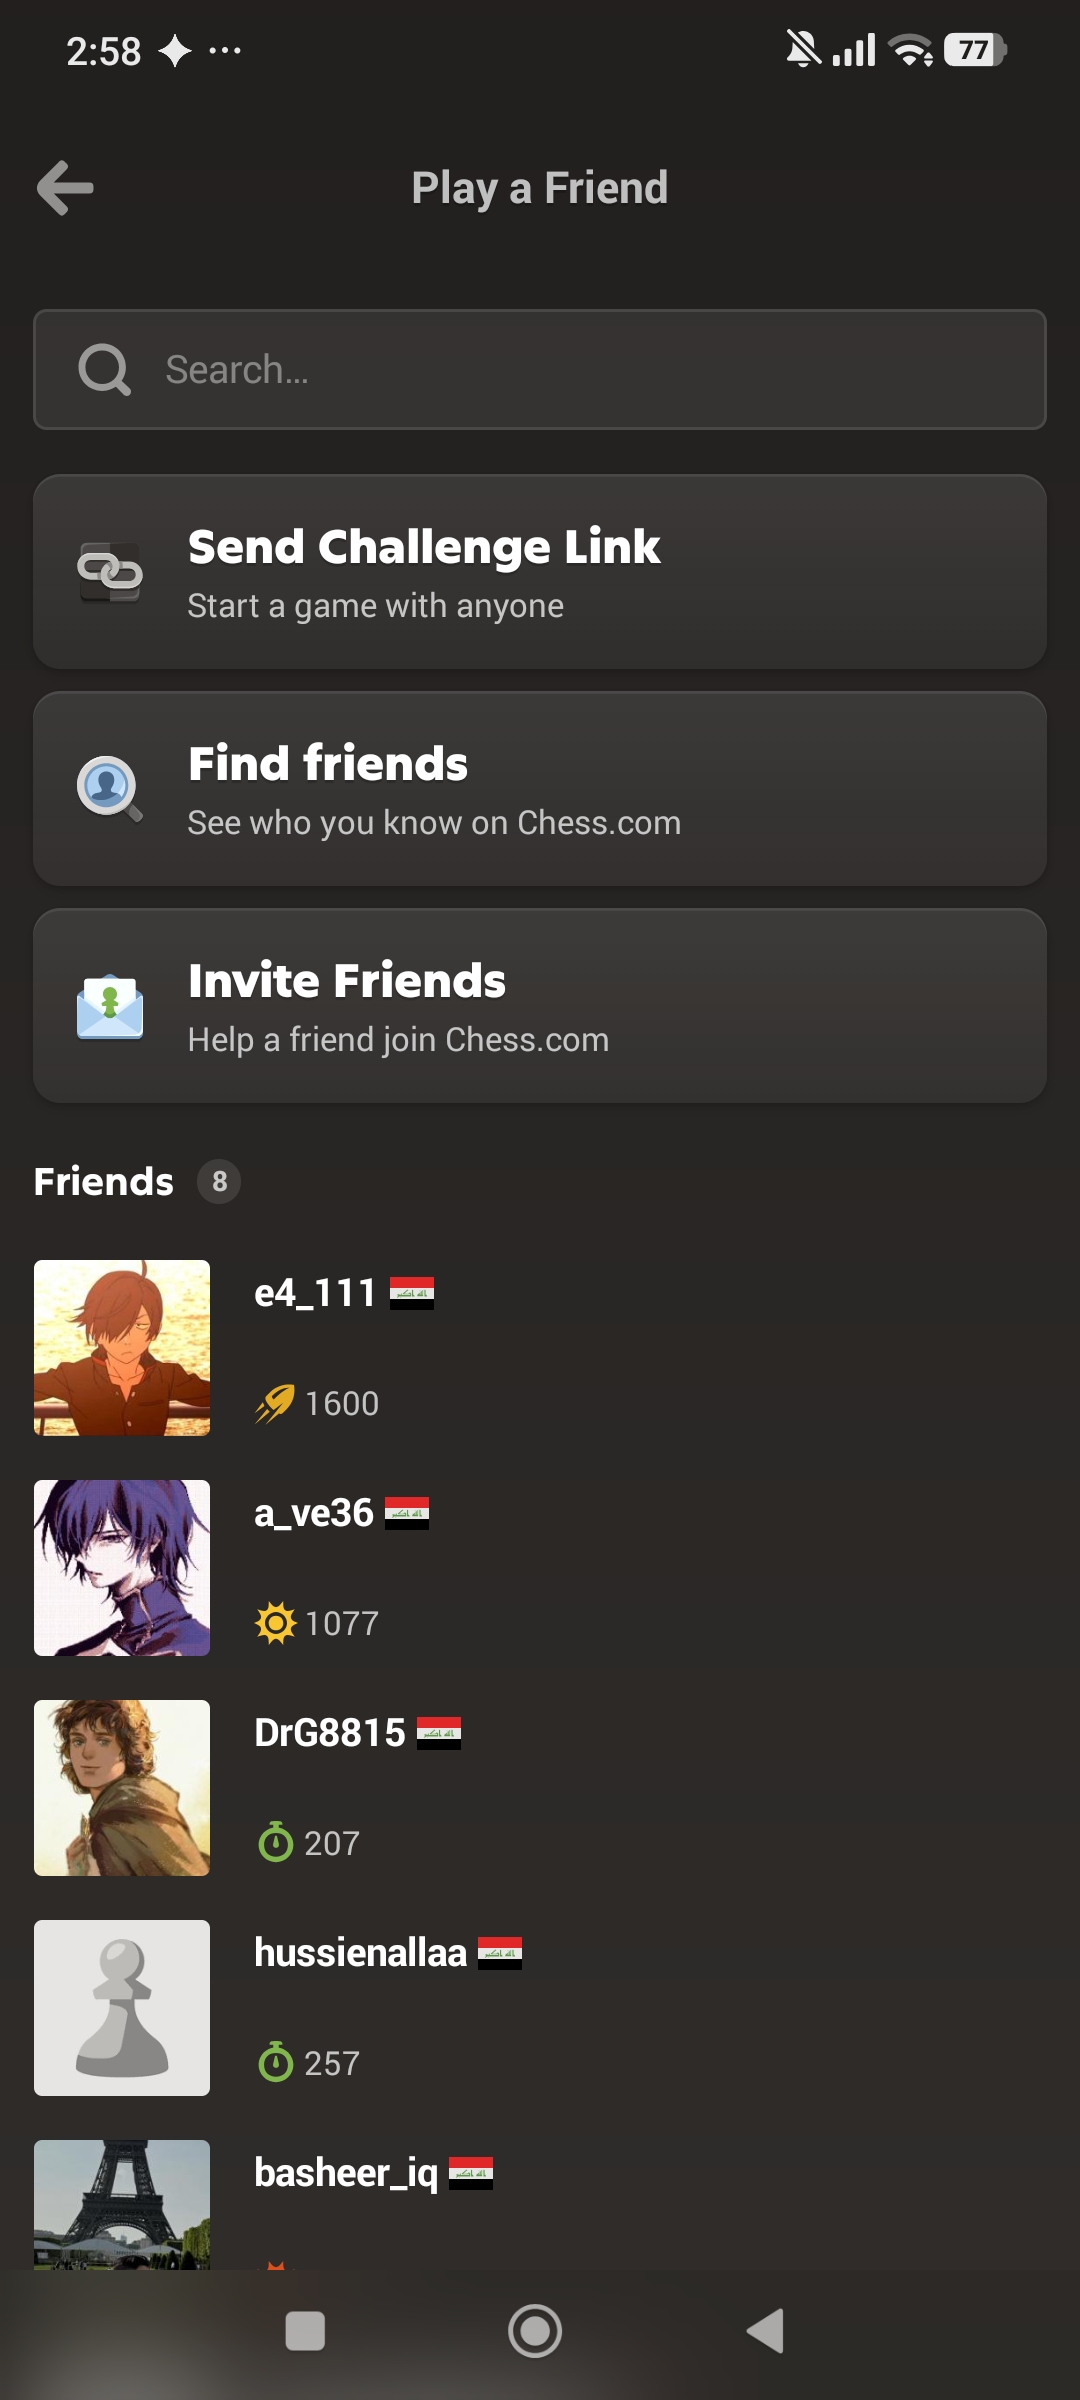 2:58
77
Play a Friend
Search...
Send Challenge Link
Start a game with anyone
Find friends
See who you know on Chess.com
Invite Friends
Help a friend join Chess.com
Friends 8
e4_111
1600
a_ve36
1077
DrG8815
207
hussienallaa
257
basheer_iq